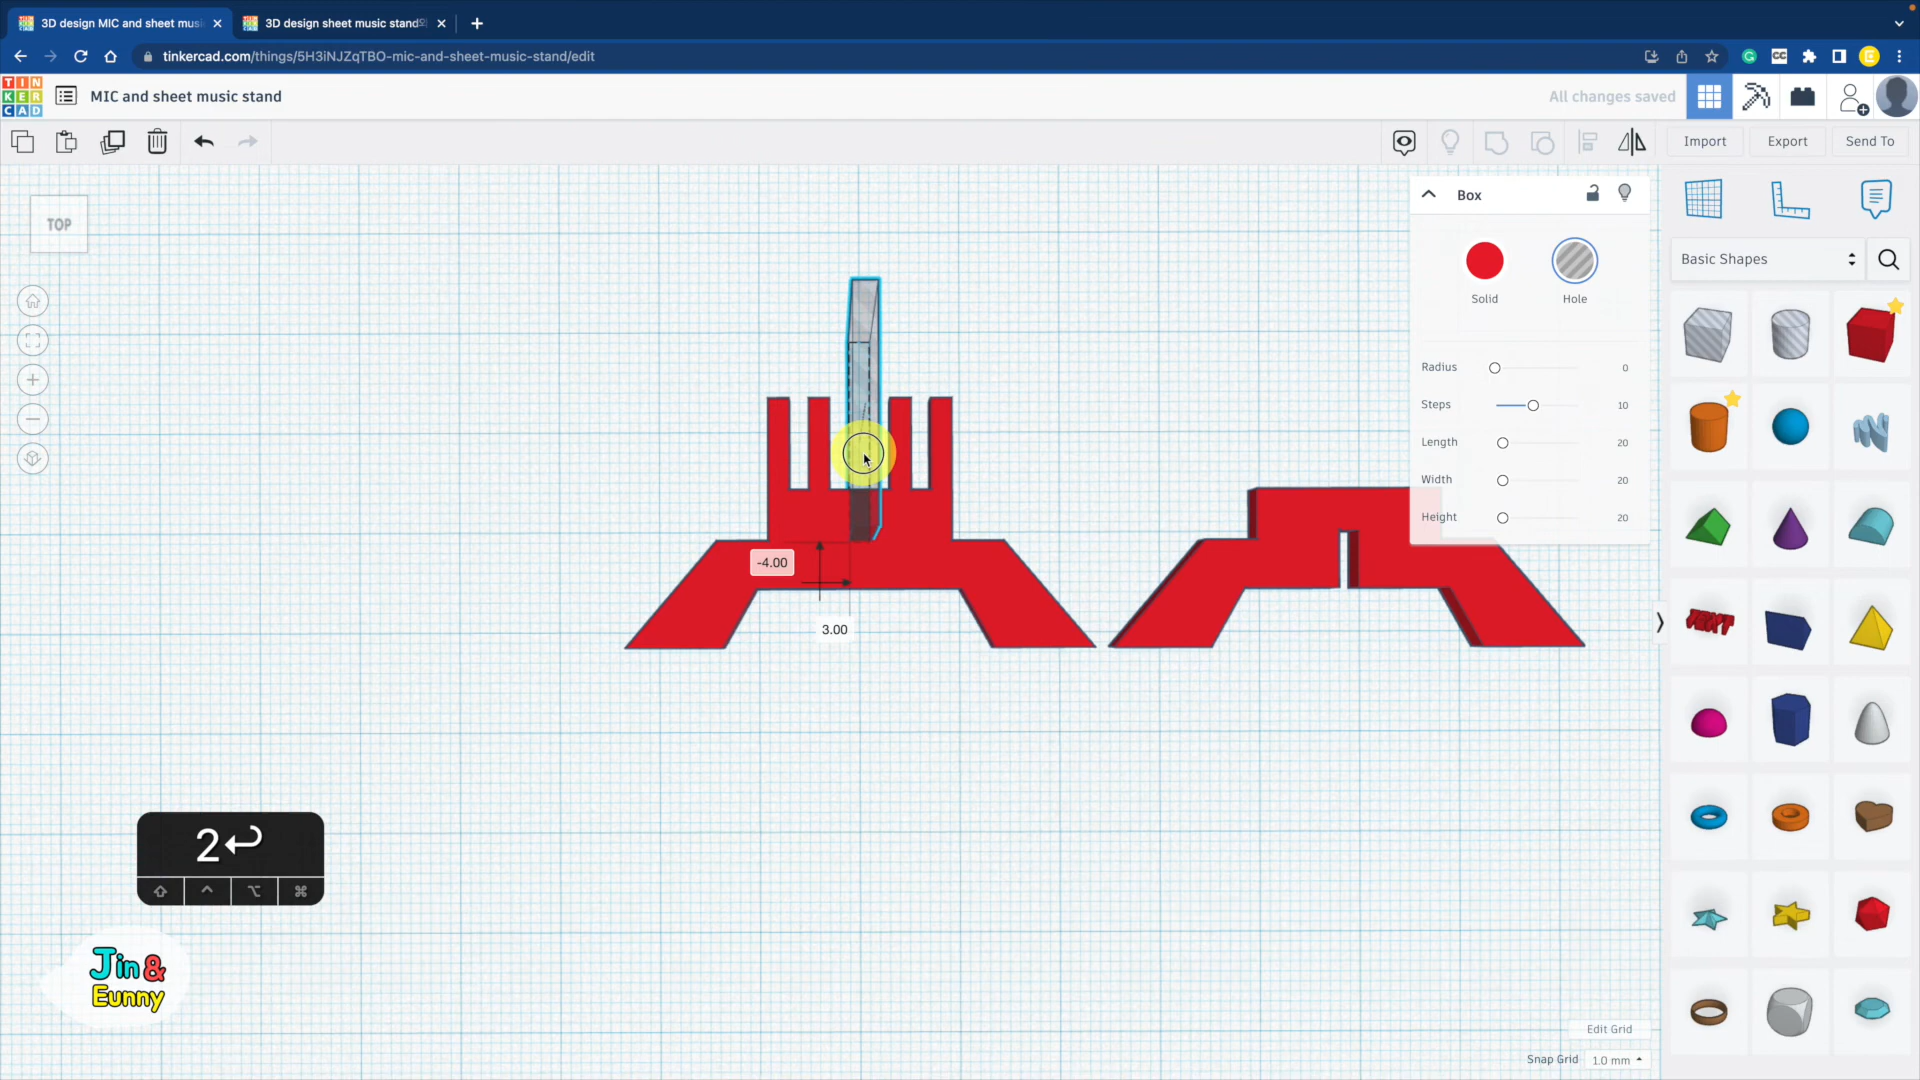 3D design MIC and sheet mus
3D design sheet music stand
tinkercad.com/things/5H3iNJZqTBO-mic-and-sheet-music-stand/edit
TIN
KER
CAD
MIC and sheet music stand
All changes saved
Import
Export
Send To
TOP
Box
Solid
Hole
Radius
0
Steps
10
Length
20
Width
20
Height
20
Basic Shapes
TEXT
-4.00
3.00
2
Jin &
Eunny
Edit Grid
Snap Grid
1.0 mm